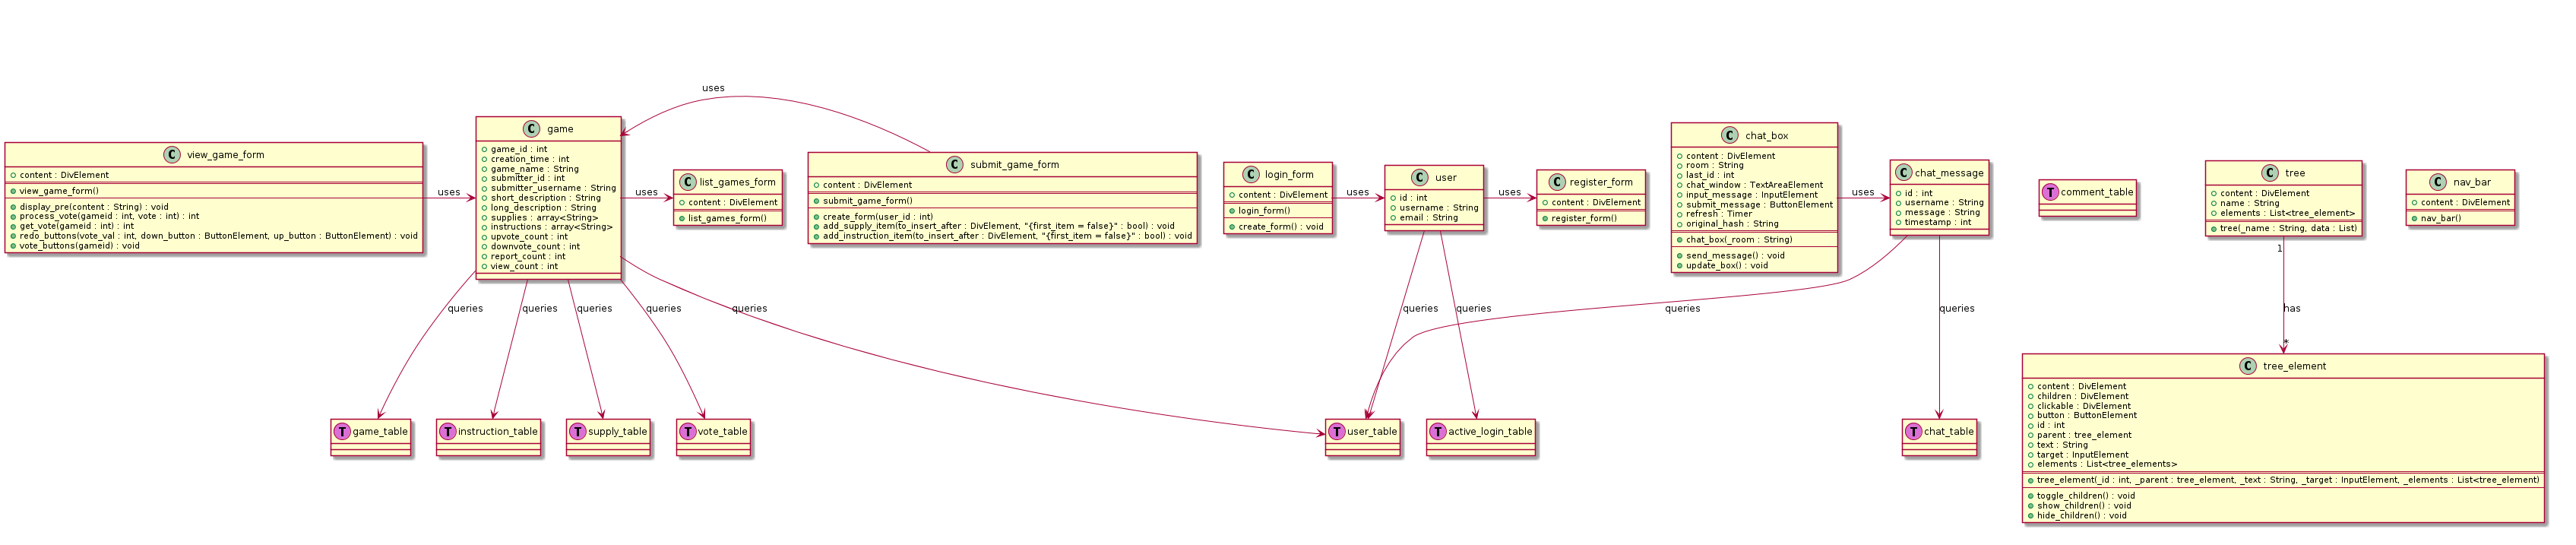 view_game_form
content : DivElement
view_game_form()
display_pre(content : String) : void
process_vote(gameid : int, vote : int) : int
get_vote(gameid : int) : int
redo_buttons(vote_val : int, down_button : ButtonElement, up_button : ButtonElement) : void
vote_buttons(gameid) : void
uses
game
game_id : int
creation_time : int
game_name : String
submitter_id : int
submitter_username : String
short_description : String
long_description : String
supplies : array<String>
instructions : array<String>
upvote_count : int
downvote_count : int
report_count : int
view_count : int
uses
list_games_form
content : DivElement
list_games_form()
uses
submit_game_form
content : DivElement
submit_game_form()
create_form(user_id : int)
add_supply_item(to_insert_after : DivElement, "{first_item = false}" : bool) : void
add_instruction_item(to_insert_after : DivElement, "{first_item = false}" : bool) : void
login_form
content : DivElement
login_form()
create_form() : void
uses
user
id : int
username : String
email : String
uses
register_form
content : DivElement
register_form()
chat_box
content : DivElement
room : String
last_id : int
chat_window : TextAreaElement
input_message : InputElement
submit_message : ButtonElement
refresh : Timer
original_hash : String
chat_box(_room : String)
send_message() : void
update_box() : void
uses
chat_message
id : int
username : String
message : String
timestamp : int
T comment_table
tree
content : DivElement
name : String
elements : List<tree_element>
tree(_name : String, data : List)
nav_bar
content : DivElement
nav_bar()
1
has
*
queries
queries
queries
queries
queries
queries
queries
queries
queries
T game_table
T instruction_table
T supply_table
T vote_table
T user_table
T active_login_table
T chat_table
tree_element
content : DivElement
children : DivElement
clickable : DivElement
button : ButtonElement
id : int
parent : tree_element
text : String
target : InputElement
elements : List<tree_elements>
tree_element(_id : int, _parent : tree_element, _text : String, _target : InputElement, _elements : List<tree_element)
toggle_children() : void
show_children() : void
hide_children() : void